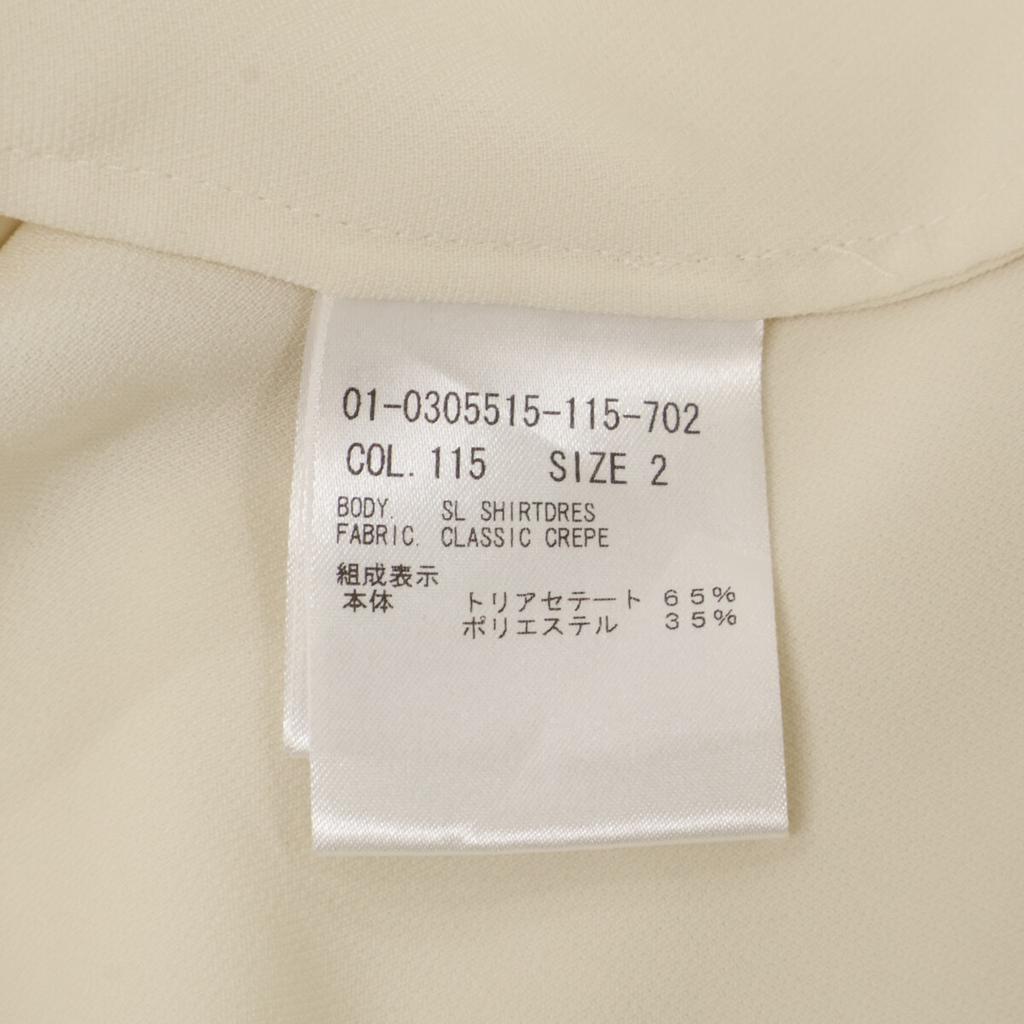 01-0305515-115-702
COL. 115 SIZE 2
BODY. SL SHIRTDRES
FABRIC. CLASSIC CREPE
組成表示
本体 トリアセテート 65%
ポリエステル 35%